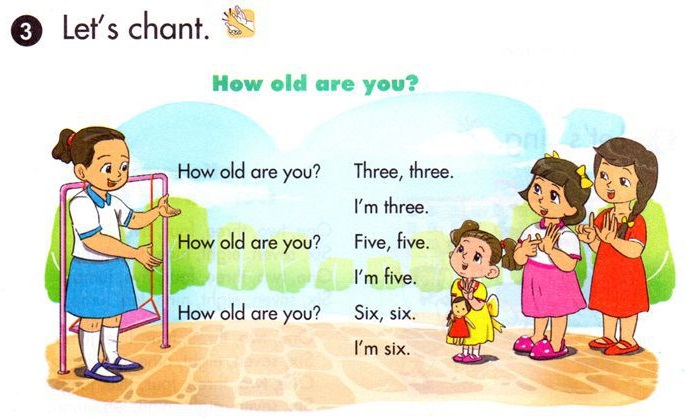 3 Let's chant.
How old are you?
How old are you? Three, three.
I'm three.
How old are you? Five, five.
I'm five.
How old are you? Six, six.
I'm six.